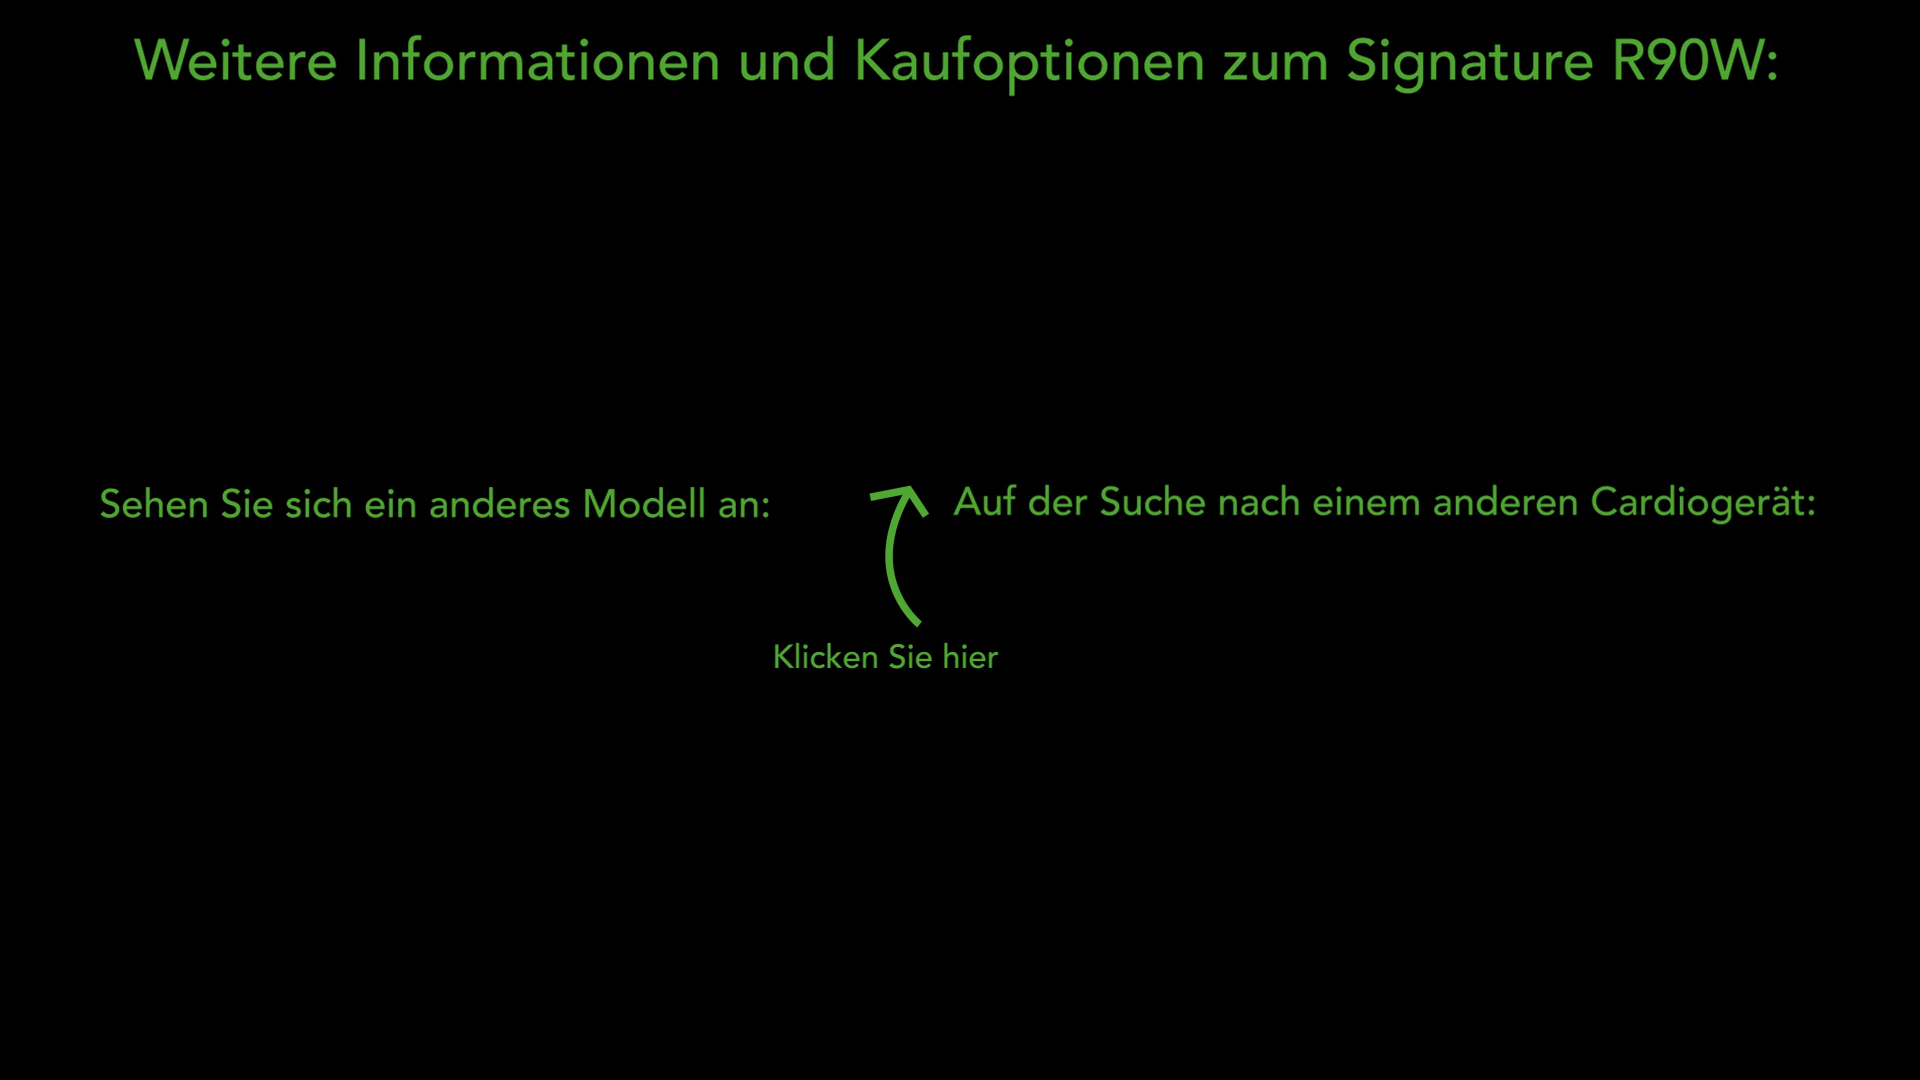 Weitere Informationen und Kaufoptionen zum Signature R90W:
Sehen Sie sich ein anderes Modell an:
Auf der Suche nach einem anderen Cardiogerät:
Klicken Sie hier